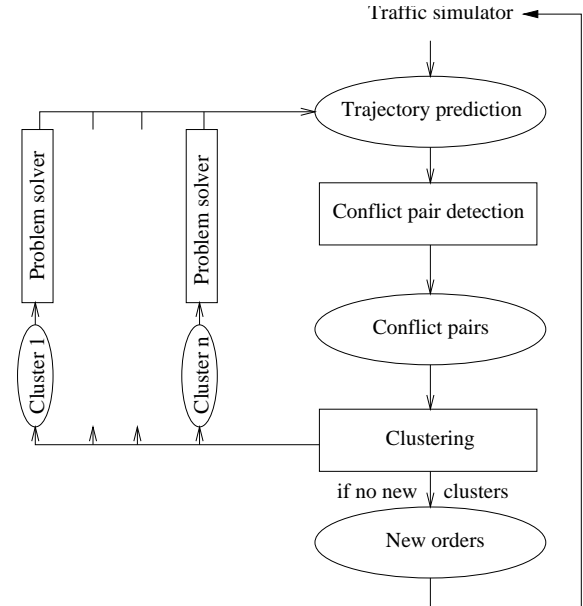 Traffic simulator
Trajectory prediction
Problem solver
Problem solver
Conflict pair detection
Conflict pairs
Cluster 1
Cluster n
Clustering
if no new clusters
New orders